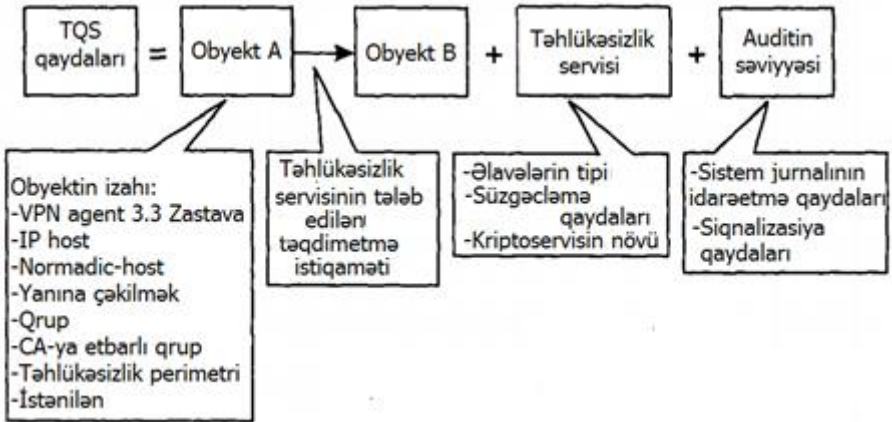 TQS
qaydaları
=
Obyekt A
Obyekt B
+
Təhlükəsizlik
servisi
+
Auditin
səviyyəsi
Obyektin izahı:
-VPN agent 3.3 Zastava
-IP host
-Normadic-host
-Yanına çəkilmək
-Qrup
-CA-ya etbarlı qrup
-Təhlükəsizlik perimetri
-İstənilən
Təhlükəsizlik
servisinin tələb
edilənı
təqdimetmə
istiqaməti
-Əlavələrin tipi
-Süzgəcləmə
qaydaları
-Kriptoservisin növü
-Sistem jurnalının
idarəetmə qaydaları
-Siqnalizasiya
qaydaları